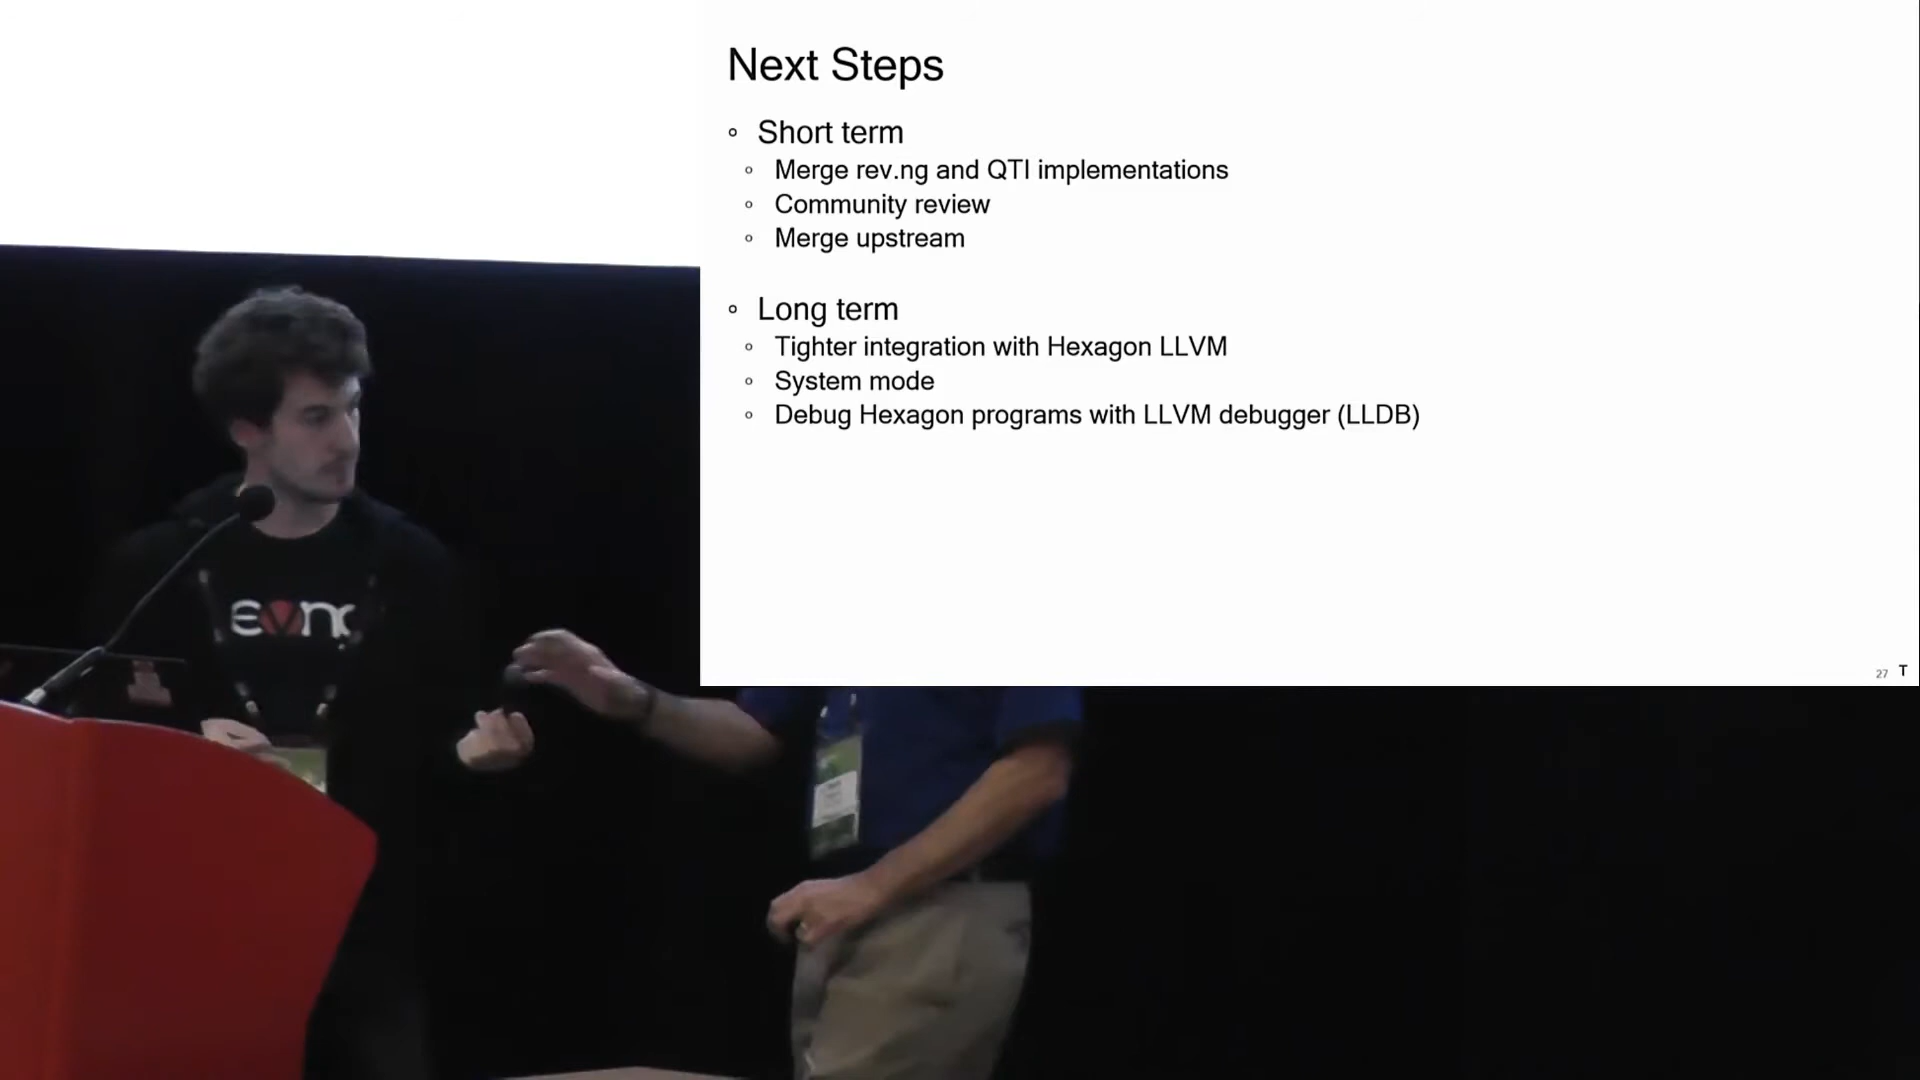 Next Steps
Short term
Merge rev.ng and QTI implementations
Community review
Merge upstream
Long term
Tighter integration with Hexagon LLVM
System mode
Debug Hexagon programs with LLVM debugger (LLDB)
27 T